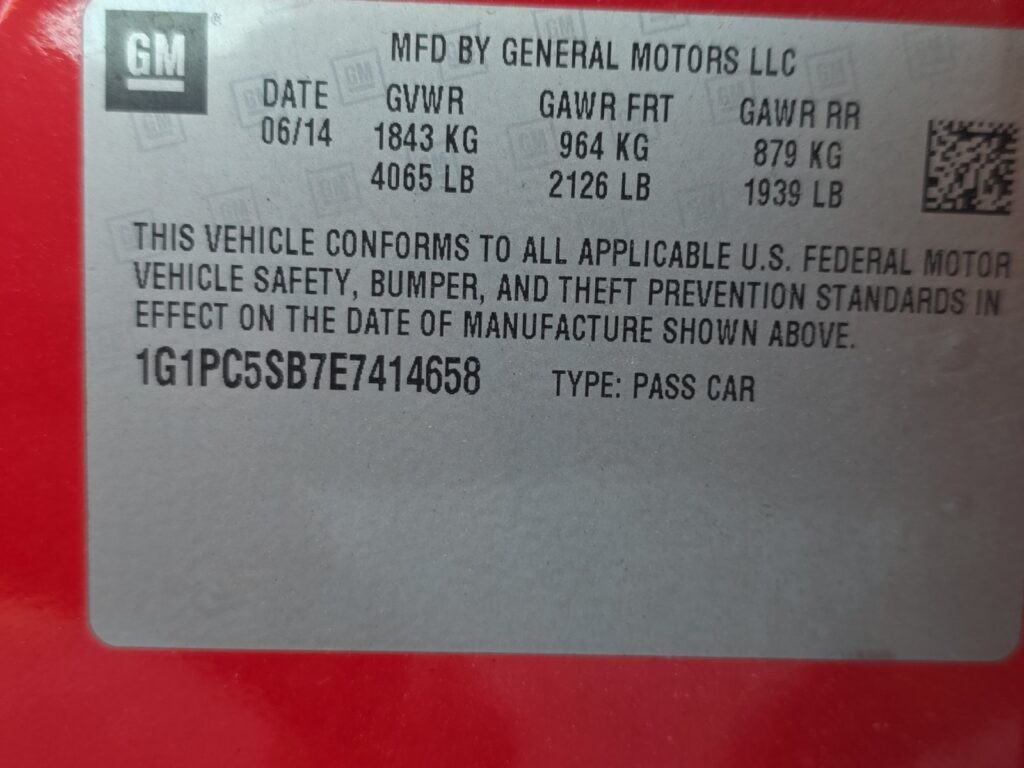 GM ®
MFD BY GENERAL MOTORS LLC
DATE GVWR GAWR FRT GAWR RR
06/14 1843 KG 964 KG 879 KG
4065 LB 2126 LB 1939 LB
THIS VEHICLE CONFORMS TO ALL APPLICABLE U.S. FEDERAL MOTOR
VEHICLE SAFETY, BUMPER, AND THEFT PREVENTION STANDARDS IN
EFFECT ON THE DATE OF MANUFACTURE SHOWN ABOVE.
1G1PC5SB7E7414658 TYPE: PASS CAR